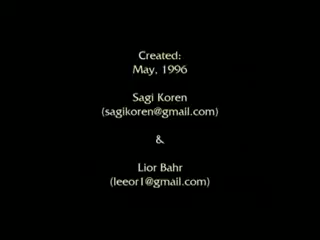 Created:
May, 1996
Sagi Koren
(sagikoren@gmail.com)
&
Lior Bahr
(leeor1@gmail.com)